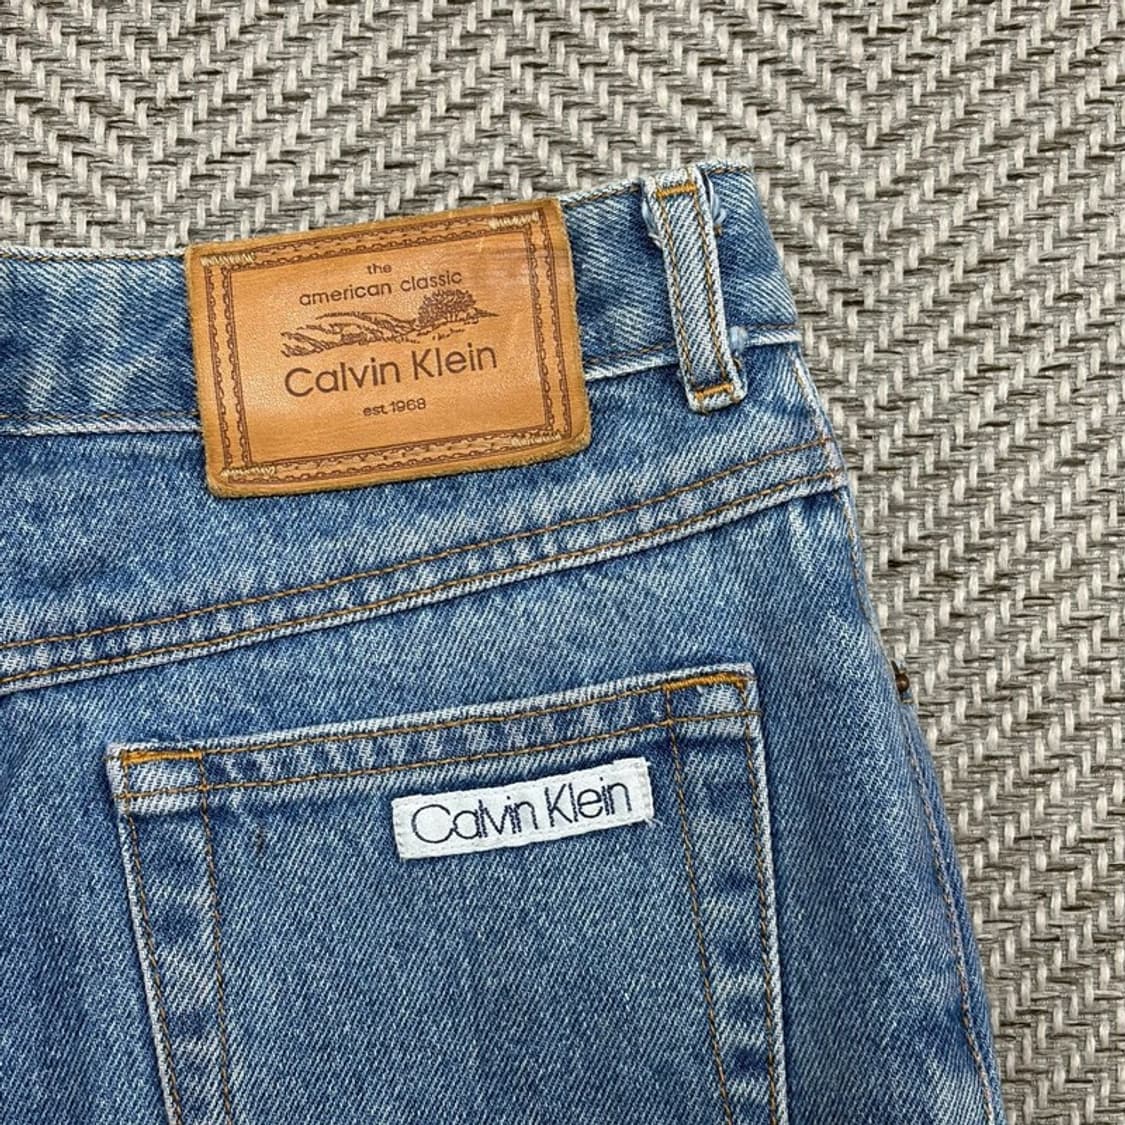 the
american classic
Calvin Klein
est.1968
Calvin Klein